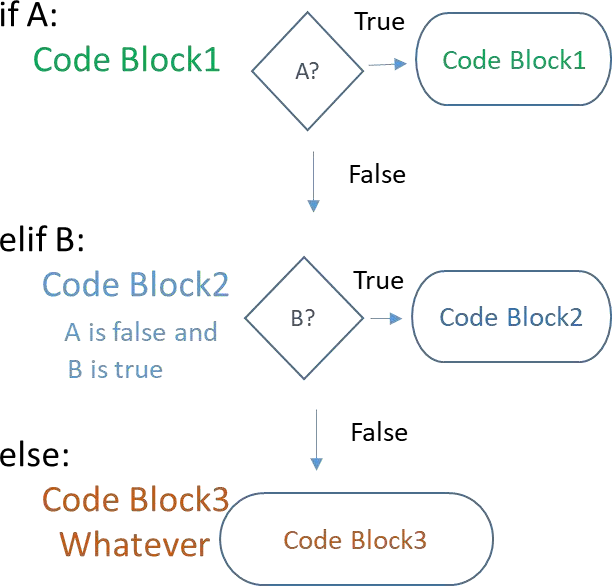 if A:
Code Block1
A?
True
Code Block1
False
elif B:
Code Block2
A is false and
B is true
B?
True
Code Block2
False
else:
Code Block3
Whatever
Code Block3